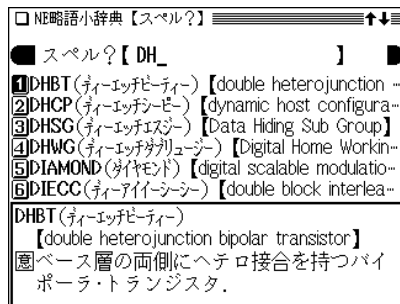 □ NE略語小辞典【スペル?】
スペル?【 DH_ 】
1 DHBT(ディーエッチビーティー)【double heterojunction …
2 DHCP(ディーエッチシーピー)【dynamic host configura…
3 DHSG(ディーエッチエスジー)【Data Hiding Sub Group】
4 DHWG(ディーエッチダブリュージー)【Digital Home Workin…
5 DIAMOND(ダイヤモンド)【digital scalable modulatio…
6 DIECC(ディーアイイーシーシー)【double block interlea…
DHBT(ディーエッチビーティー)
【double heterojunction bipolar transistor】
意ベース層の両側にヘテロ接合を持つバイ
ポーラ・トランジスタ.